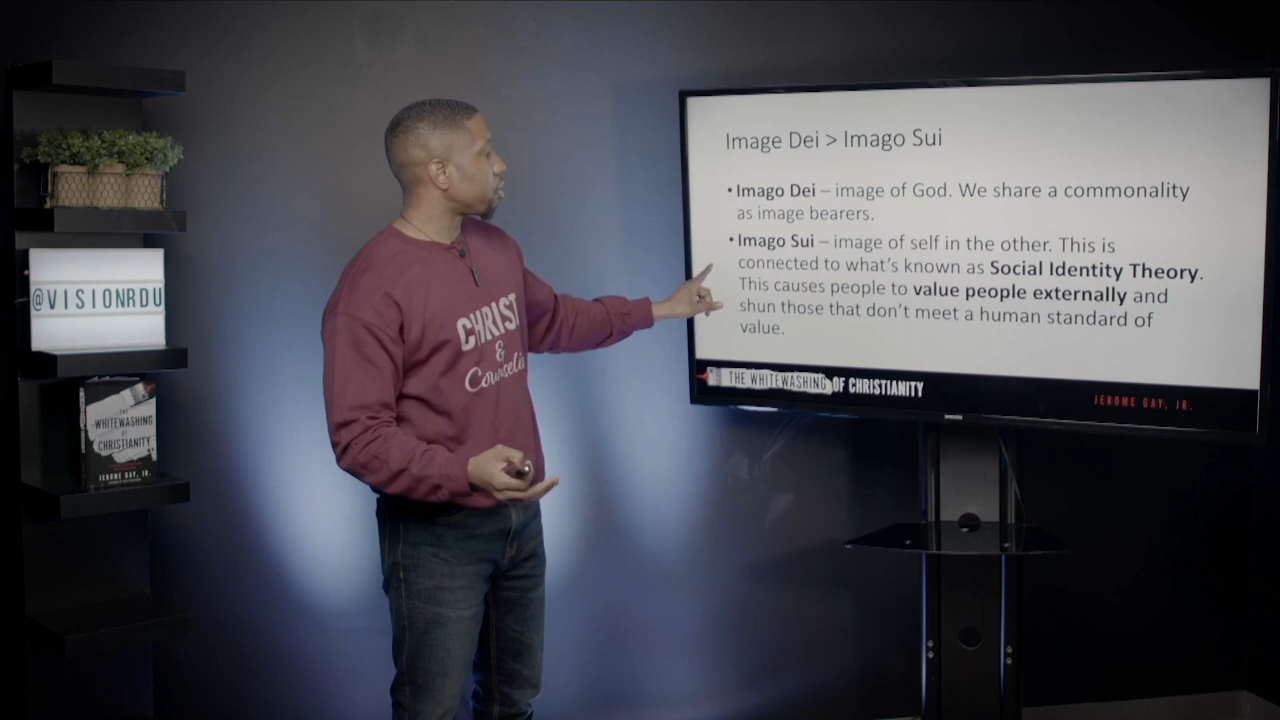 Image Dei > Imago Sui
• Imago Dei – image of God. We share a commonality
as image bearers.
• Imago Sui – image of self in the other. This is
connected to what's known as Social Identity Theory.
This causes people to value people externally and
shun those that don't meet a human standard of
value.
THE WHITEWASHING OF CHRISTIANITY
JEROME GAY, JR.
@VISIONRDU
THE
WHITEWASHING
OF
CHRISTIANITY
JEROME GAY, JR.
CHRIST
&